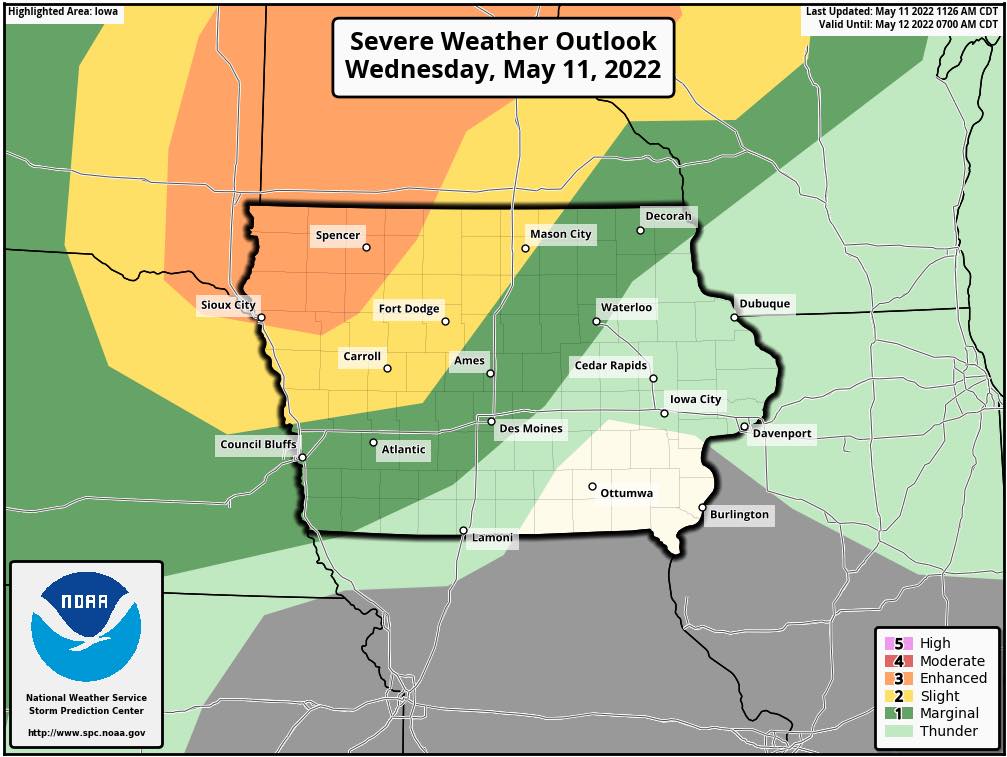 Highlighted Area: Iowa
Last Updated: May 11 2022 1126 AM CDT
Valid Until: May 12 2022 0700 AM CDT
Severe Weather Outlook
Wednesday, May 11, 2022
Decorah
Spencer
Mason City
Sioux City
Fort Dodge
Waterloo
Dubuque
Carroll
Ames
Cedar Rapids
Iowa City
Des Moines
Davenport
Council Bluffs
Atlantic
Ottumwa
Burlington
Lamoni
NOAA
National Weather Service
Storm Prediction Center
http://www.spc.noaa.gov
5 High
4 Moderate
3 Enhanced
2 Slight
1 Marginal
Thunder